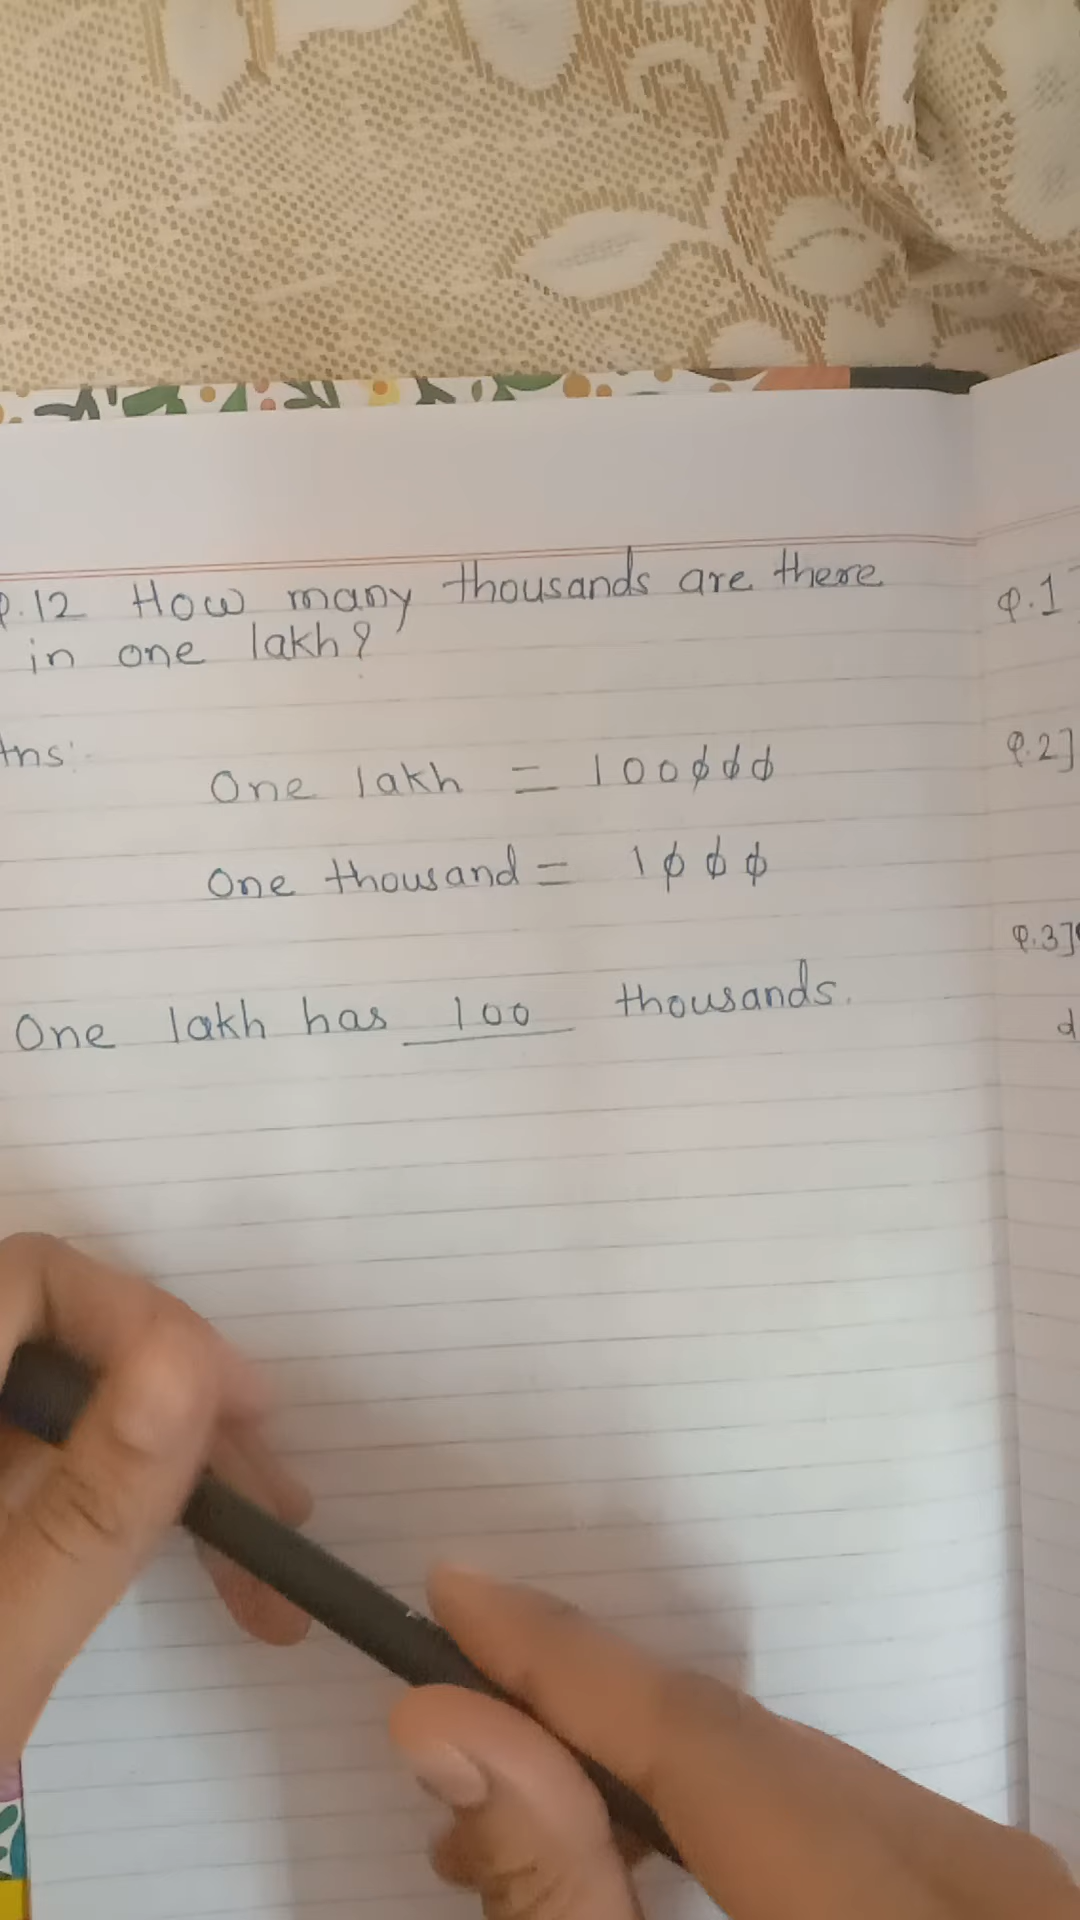 Q.12 How many thousands are there
in one lakh?
Ans:-
One lakh = 100000
One thousand = 1000
One lakh has 100 thousands.
Q.1
Q.2]
Q.3]
d